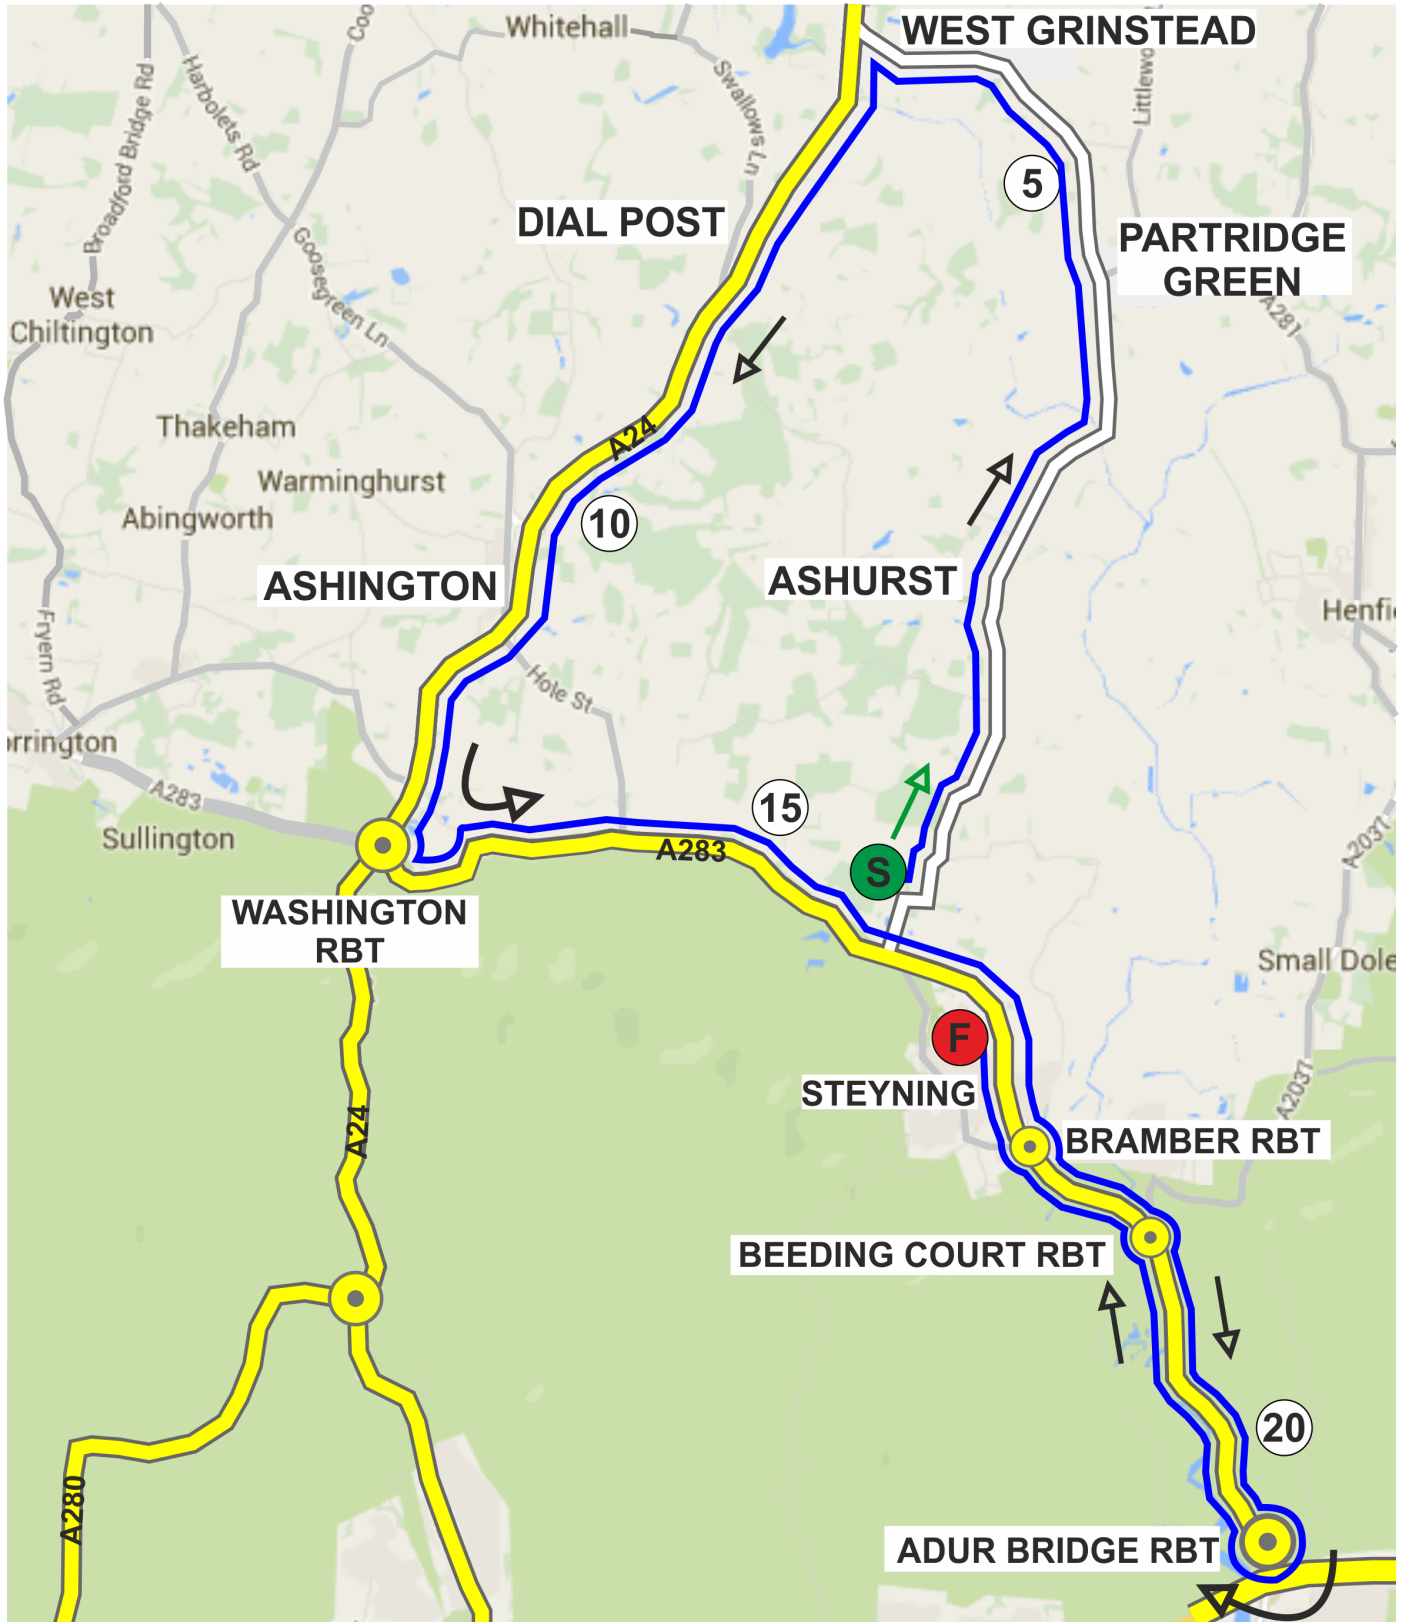 WEST GRINSTEAD
Whitehall
Coo
Littlewo
Broadford Bridge Rd
Harbolets Rd
Swallows Ln
5
DIAL POST
PARTRIDGE
GREEN
Goosegreen Ln
West
Chiltington
A281
Thakeham
A24
Warminghurst
Abingworth
10
ASHINGTON
ASHURST
Henfi
Fryern Rd
Hole St
orrington
A283
15
Sullington
A283
A2037
S
WASHINGTON
RBT
Small Dole
F
STEYNING
A2037
A24
BRAMBER RBT
BEEDING COURT RBT
20
A280
ADUR BRIDGE RBT